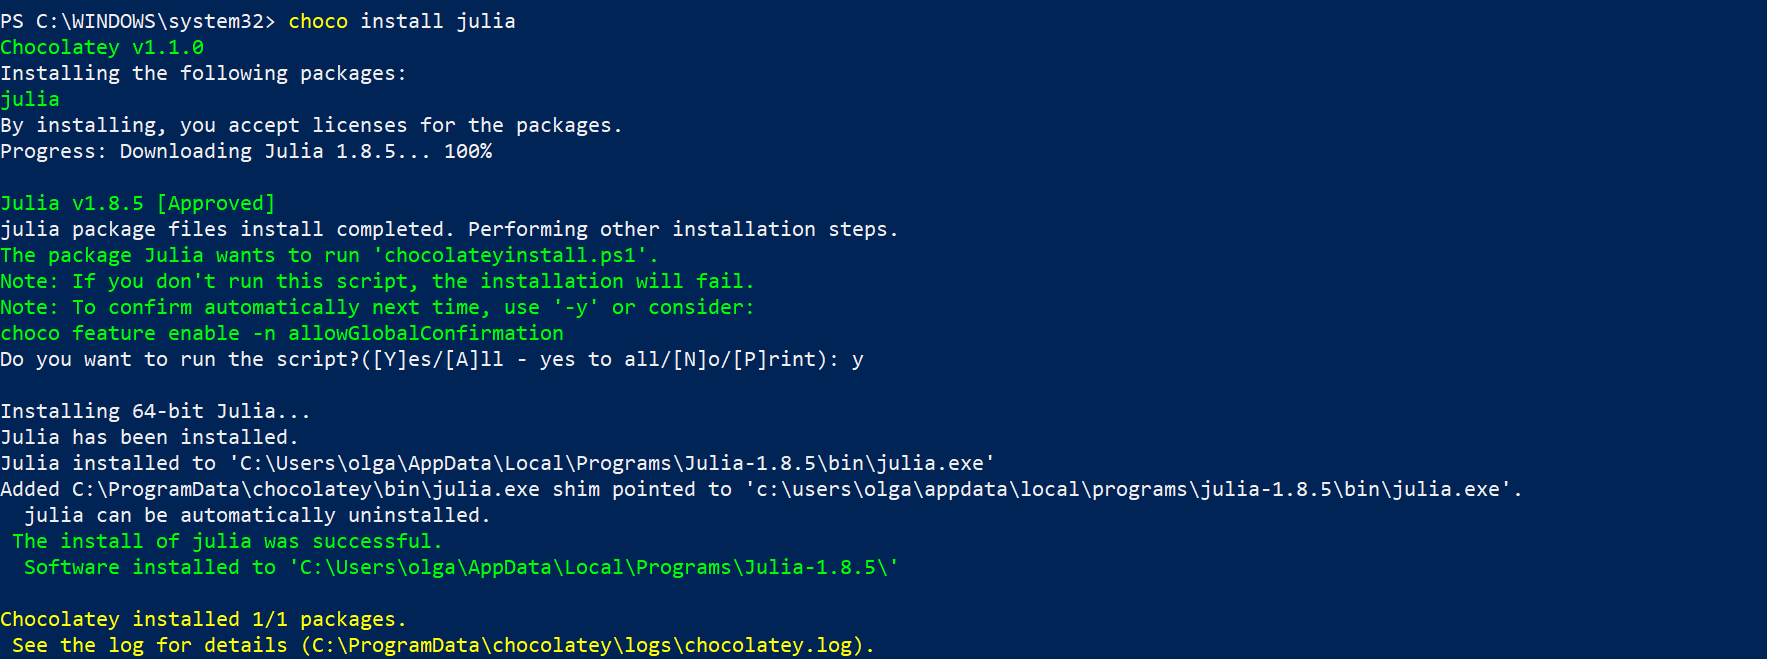 PS C:\WINDOWS\system32> choco install julia
Chocolatey v1.1.0
Installing the following packages:
julia
By installing, you accept licenses for the packages.
Progress: Downloading Julia 1.8.5... 100%
Julia v1.8.5 [Approved]
julia package files install completed. Performing other installation steps.
The package Julia wants to run 'chocolateyinstall.ps1'.
Note: If you don't run this script, the installation will fail.
Note: To confirm automatically next time, use '-y' or consider:
choco feature enable -n allowGlobalConfirmation
Do you want to run the script?([Y]es/[A]ll - yes to all/[N]o/[P]rint): y
Installing 64-bit Julia...
Julia has been installed.
Julia installed to 'C:\Users\olga\AppData\Local\Programs\Julia-1.8.5\bin\julia.exe'
Added C:\ProgramData\chocolatey\bin\julia.exe shim pointed to 'c:\users\olga\appdata\local\programs\julia-1.8.5\bin\julia.exe'.
  julia can be automatically uninstalled.
 The install of julia was successful.
  Software installed to 'C:\Users\olga\AppData\Local\Programs\Julia-1.8.5\'
Chocolatey installed 1/1 packages.
 See the log for details (C:\ProgramData\chocolatey\logs\chocolatey.log).